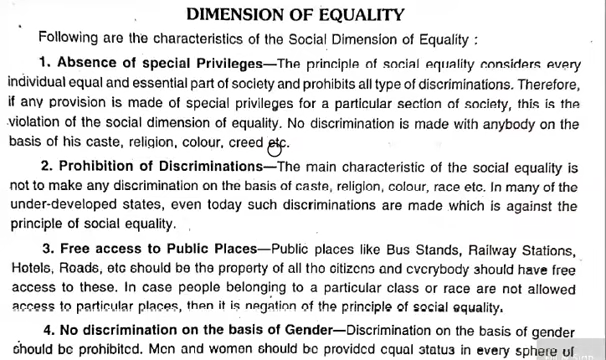 DIMENSION OF EQUALITY
Following are the characteristics of the Social Dimension of Equality :
1. Absence of special Privileges—The principle of social equality considers every
individual equal and essential part of society and prohibits all type of discriminations. Therefore,
if any provision is made of special privileges for a particular section of society, this is the
violation of the social dimension of equality. No discrimination is made with anybody on the
basis of his caste, religion, colour, creed etc.
2. Prohibition of Discriminations—The main characteristic of the social equality is
not to make any discrimination on the basis of caste, religion, colour, race etc. In many of the
under-developed states, even today such discriminations are made which is against the
principle of social equality.
3. Free access to Public Places—Public places like Bus Stands, Railway Stations,
Hotels, Roads, etc should be the property of all the citizens and everybody should have free
access to these. In case people belonging to a particular class or race are not allowed
access to particular places, then it is negation of the principle of social equality.
4. No discrimination on the basis of Gender—Discrimination on the basis of gender
should be prohibited. Men and women should be provided equal status in every sphere of